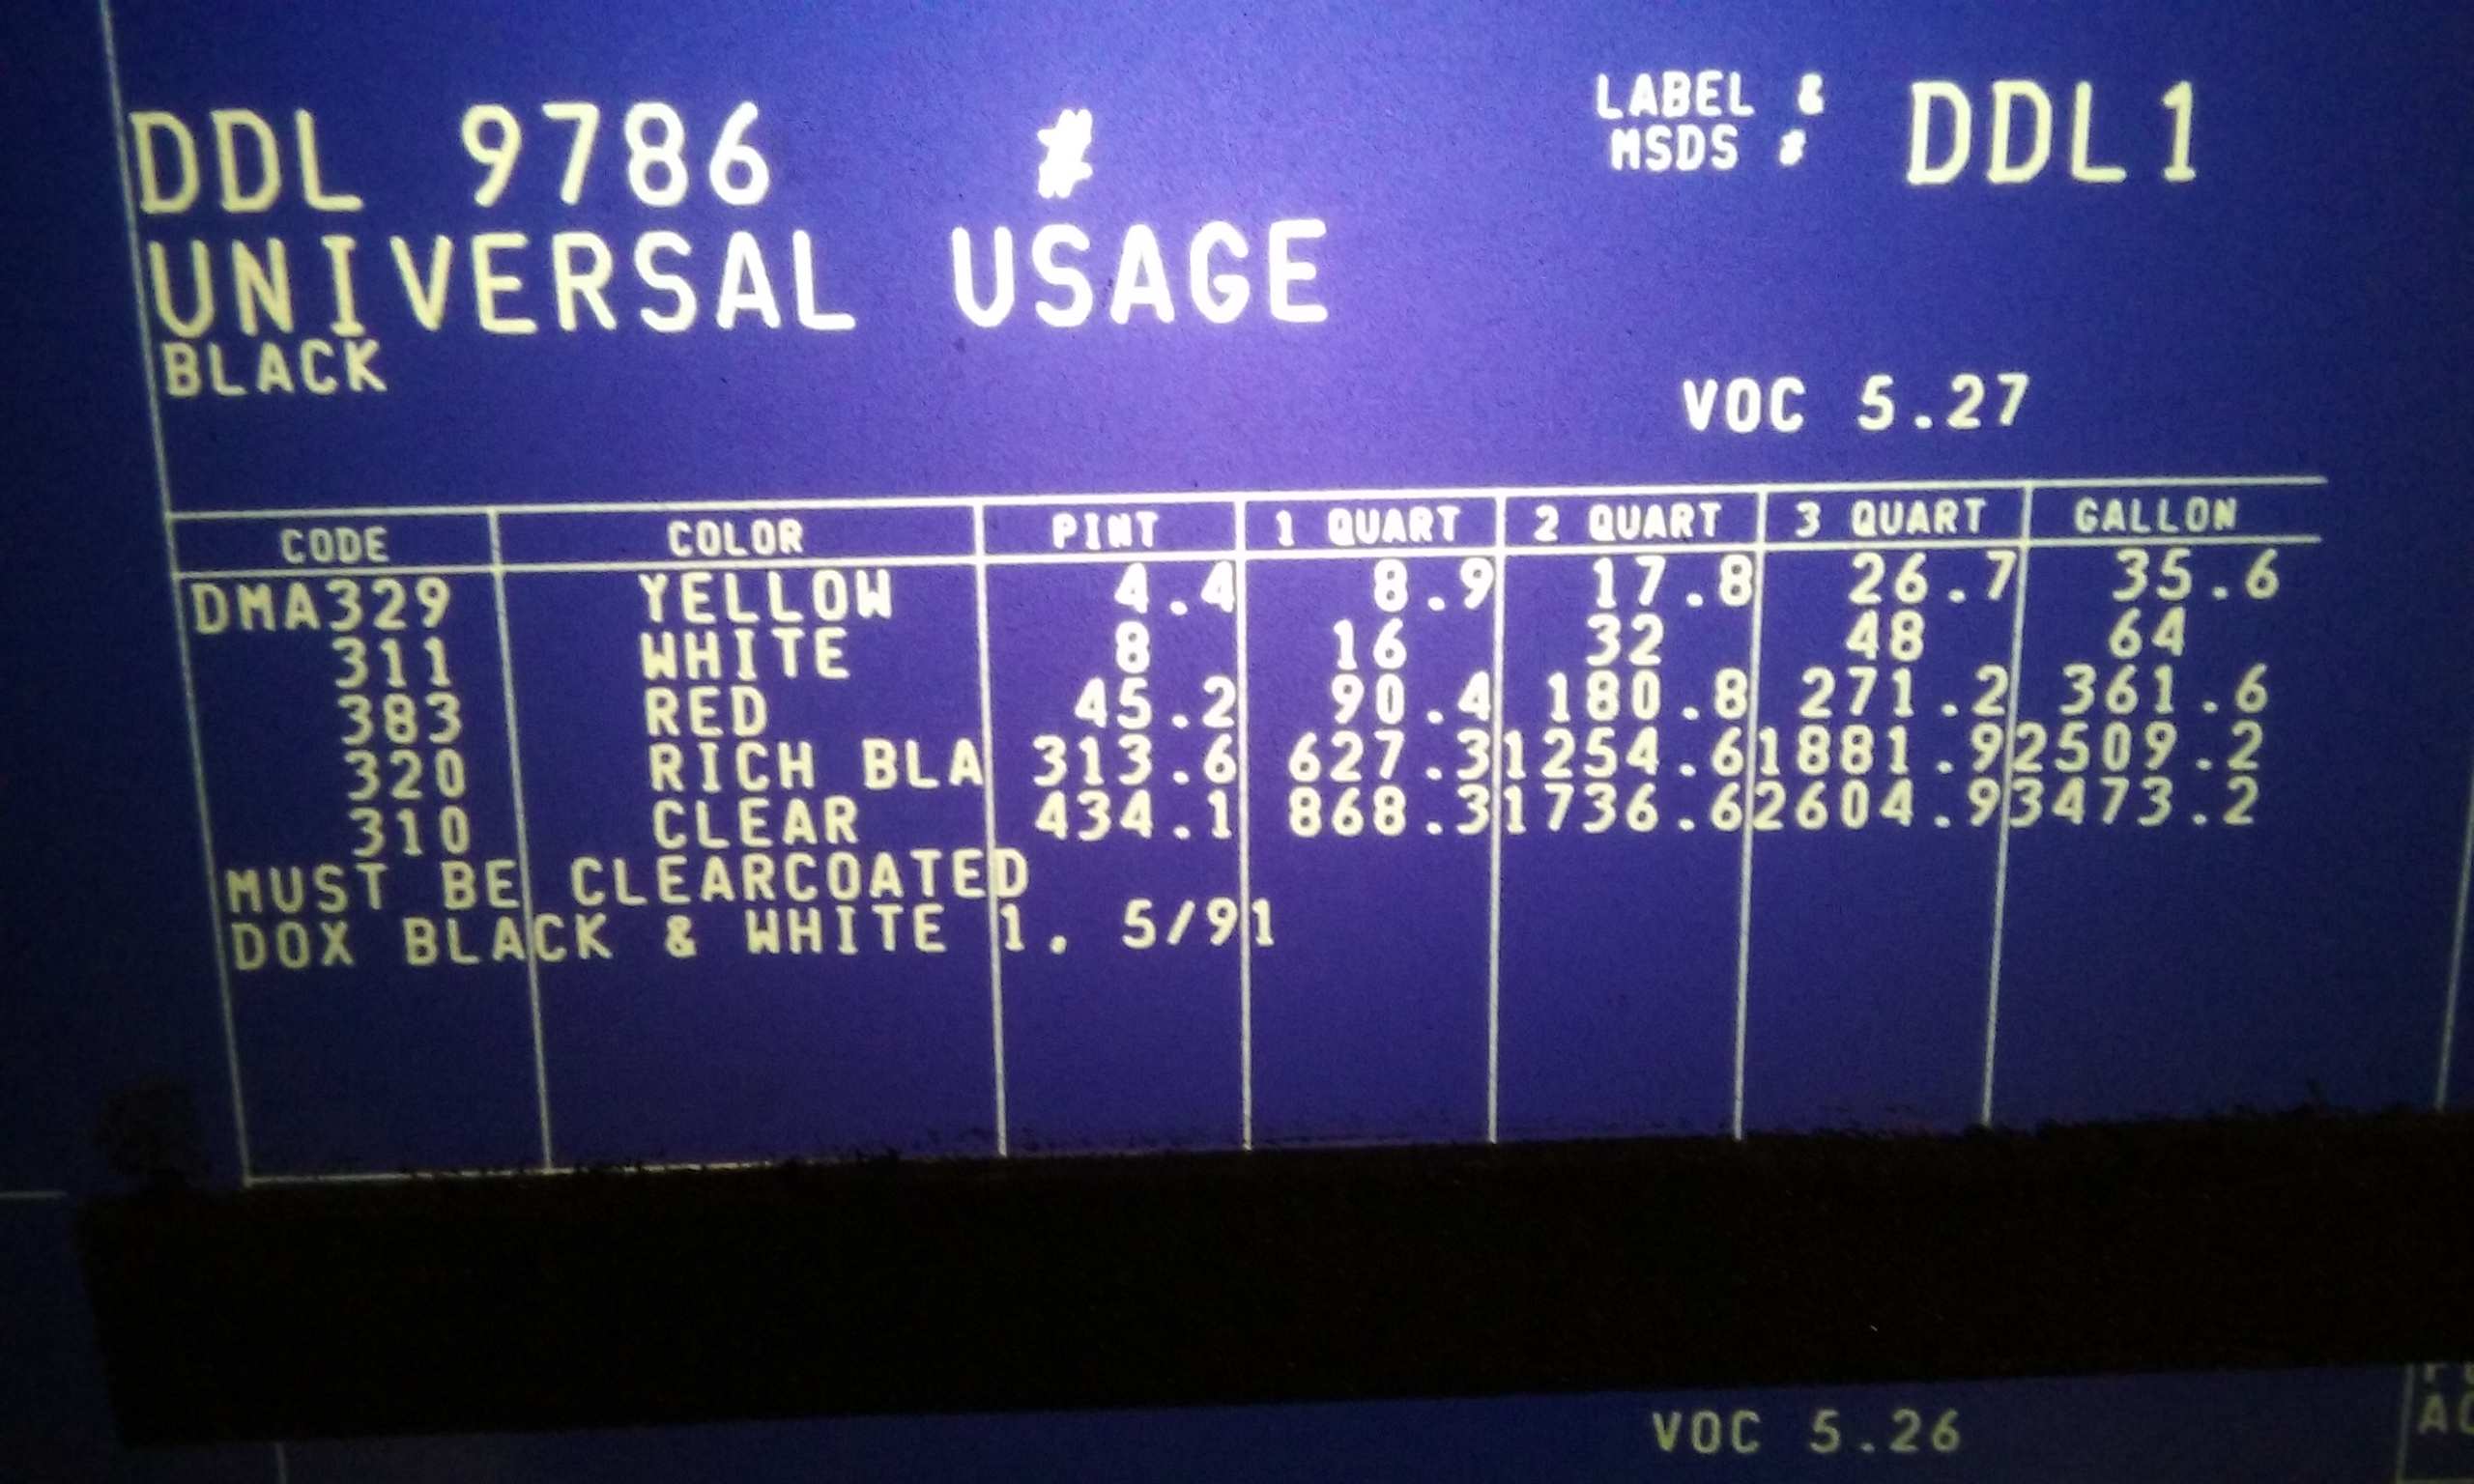 LABEL &
DDL 9786 # MSDS # DDL1
UNIVERSAL USAGE
BLACK
VOC 5.27
CODE COLOR PINT 1 QUART 2 QUART 3 QUART GALLON
DMA329 YELLOW 4.4 8.9 17.8 26.7 35.6
311 WHITE 8 16 32 48 64
383 RED 45.2 90.4 180.8 271.2 361.6
320 RICH BLA 313.6 627.3 1254.6 1881.9 2509.2
310 CLEAR 434.1 868.3 1736.6 2604.9 3473.2
MUST BE CLEARCOATED
DOX BLACK & WHITE 1. 5/91
VOC 5.26